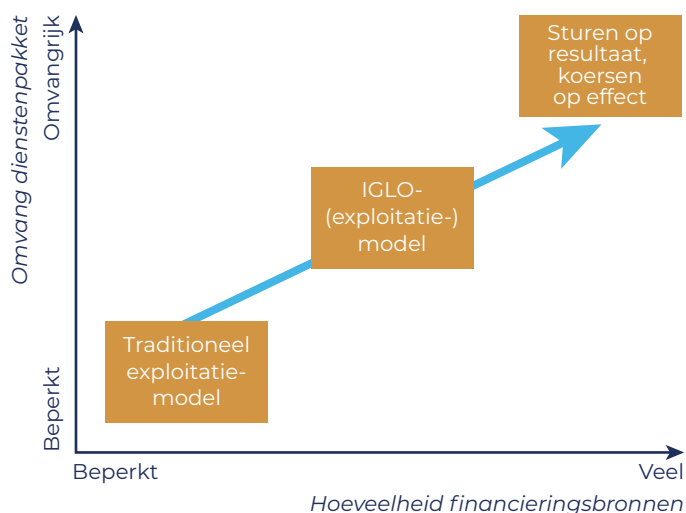 Omvang dienstenpakket
Omvangrijk
Beperkt
Sturen op
resultaat,
koersen
op effect
IGLO-
(exploitatie-)
model
Traditioneel
exploitatie-
model
Beperkt
Veel
Hoeveelheid financieringsbronnen